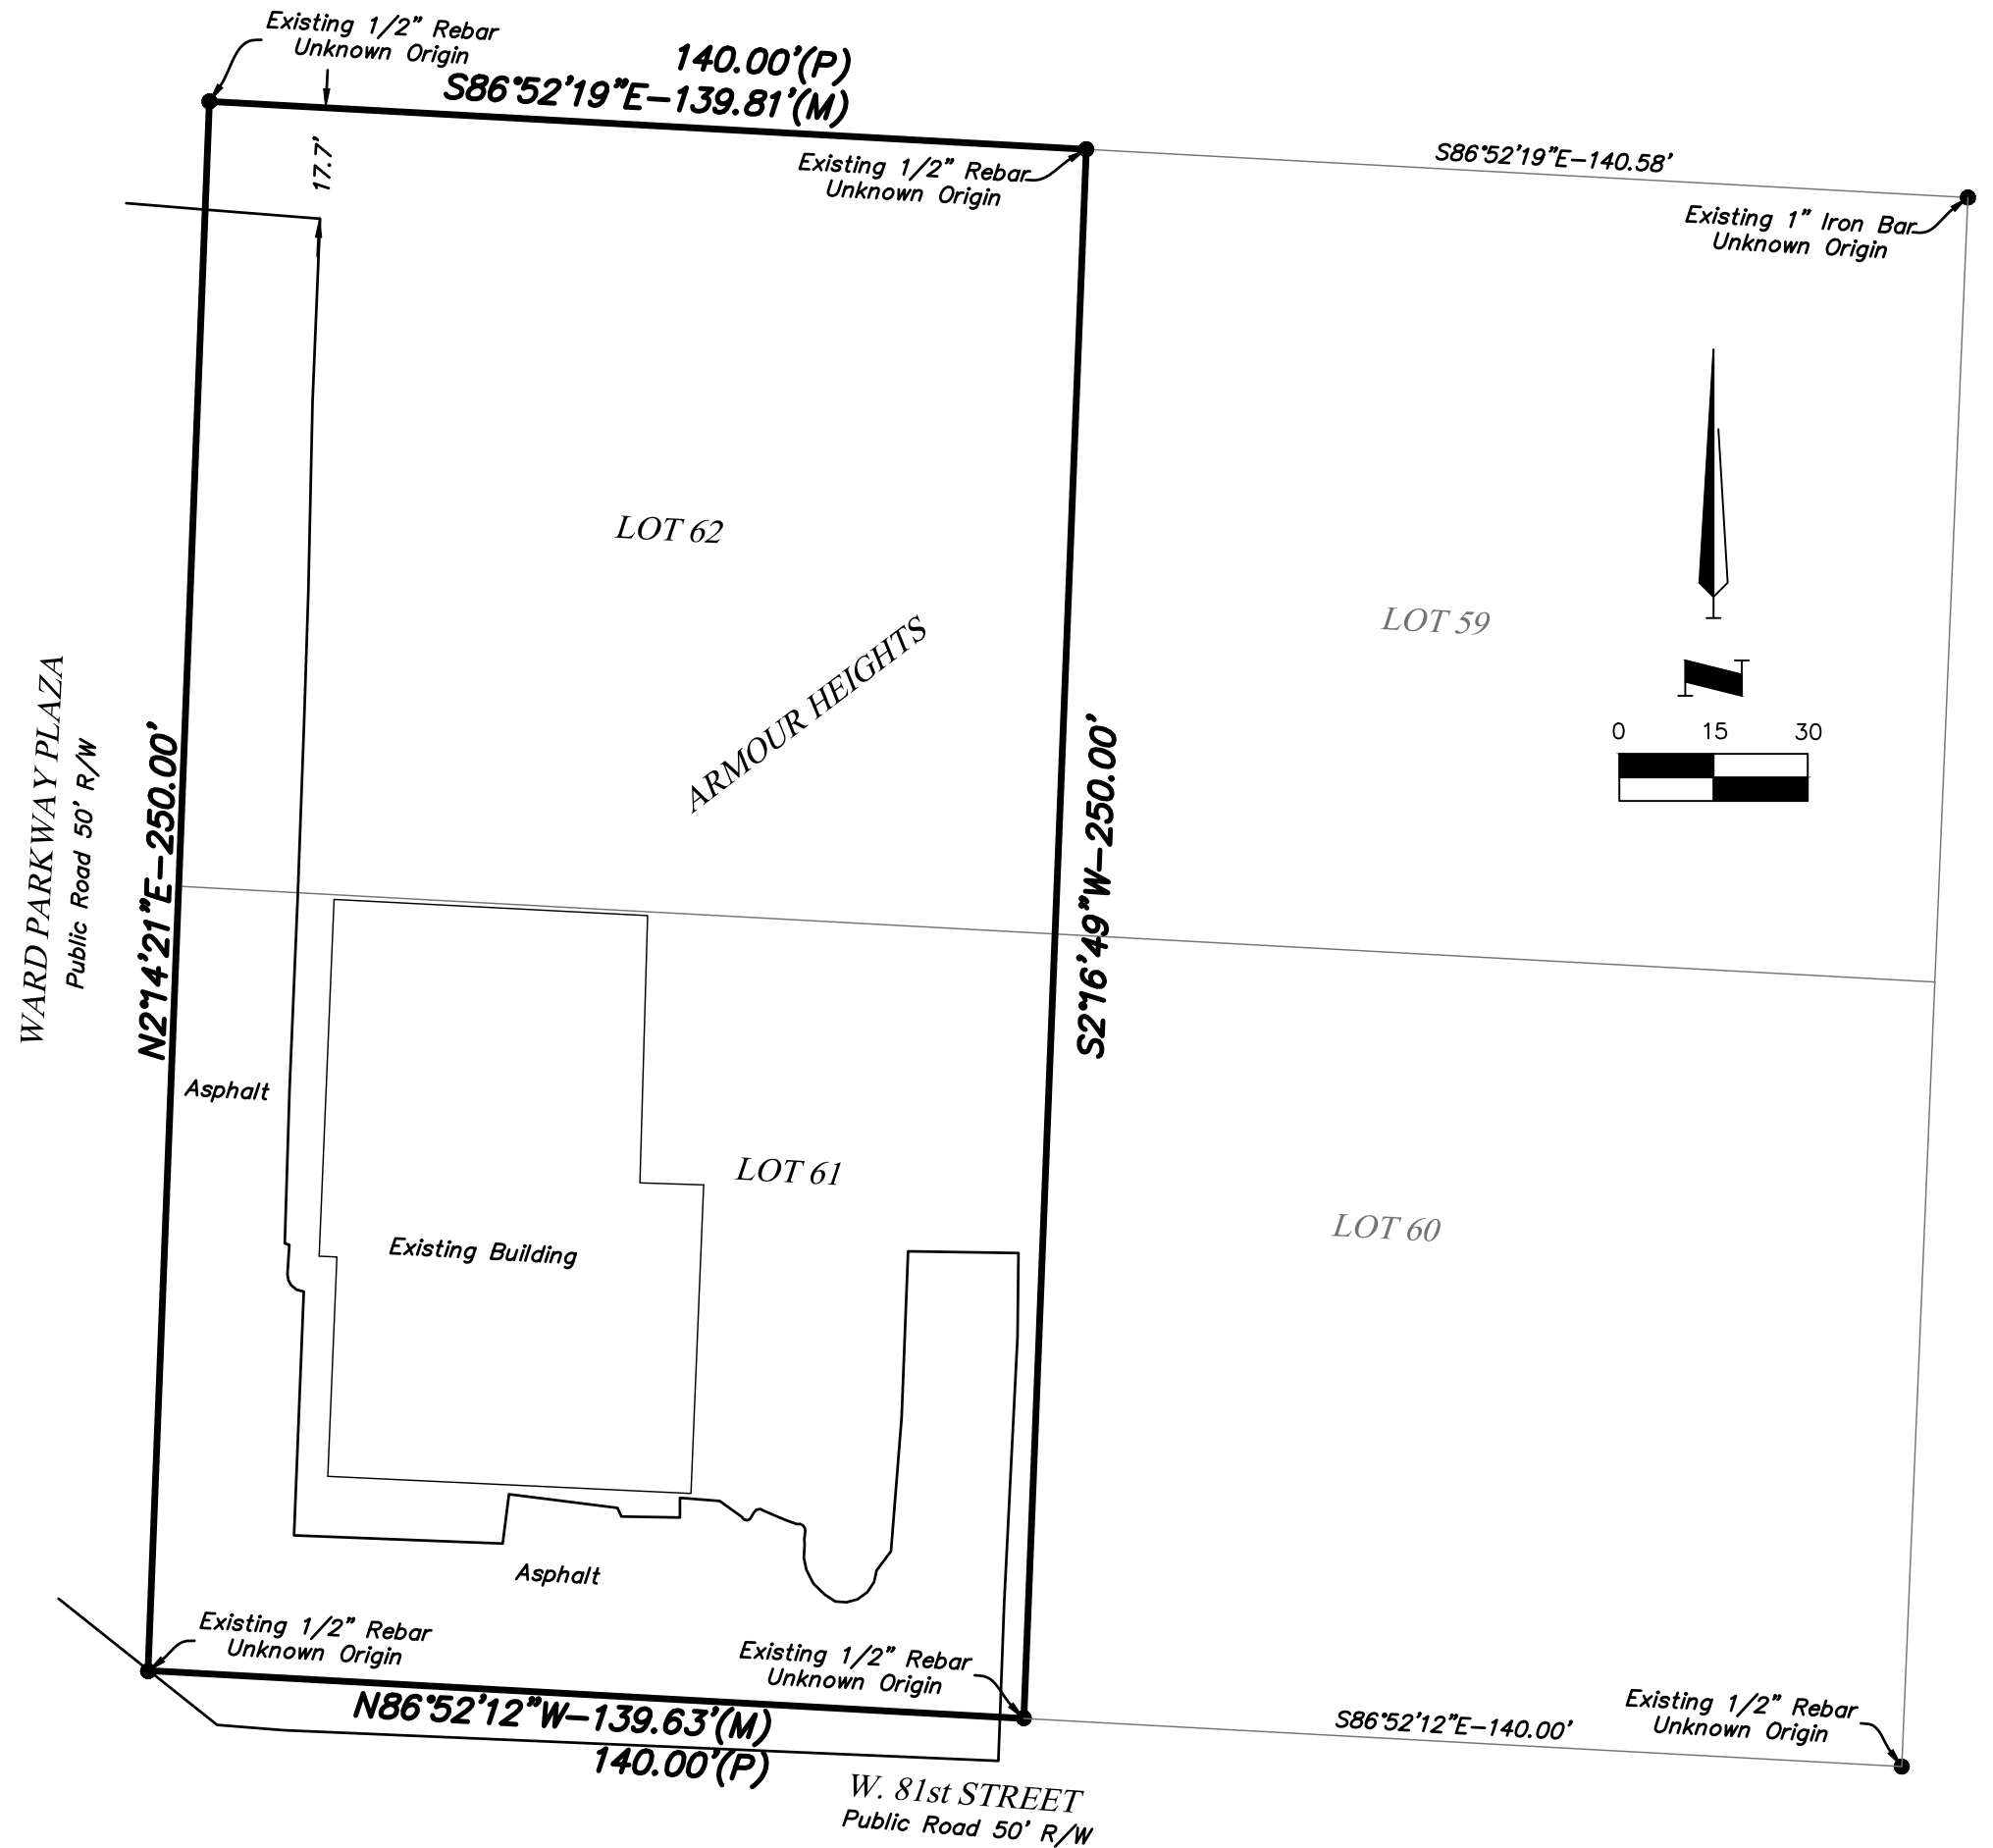 Existing 1/2" Rebar
Unknown Origin
140.00'(P)
S86°52'19"E-139.81'(M)
17.7'
Existing 1/2" Rebar
Unknown Origin
S86°52'19"E-140.58'
Existing 1" Iron Bar
Unknown Origin
LOT 62
LOT 59
ARMOUR HEIGHTS
N
0 15 30
WARD PARKWAY PLAZA
Public Road 50' R/W
N2°14'21"E-250.00'
S2°16'49"W-250.00'
Asphalt
LOT 61
Existing Building
LOT 60
Asphalt
Existing 1/2" Rebar
Unknown Origin
Existing 1/2" Rebar
Unknown Origin
N86°52'12"W-139.63'(M)
140.00'(P)
S86°52'12"E-140.00'
Existing 1/2" Rebar
Unknown Origin
W. 81st STREET
Public Road 50' R/W